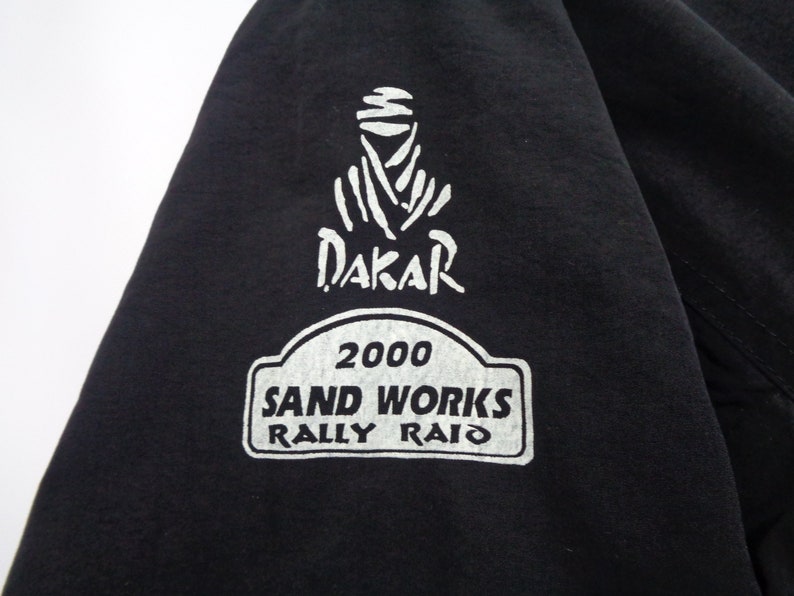 DAKAR
2000
SAND WORKS
RALLY RAID